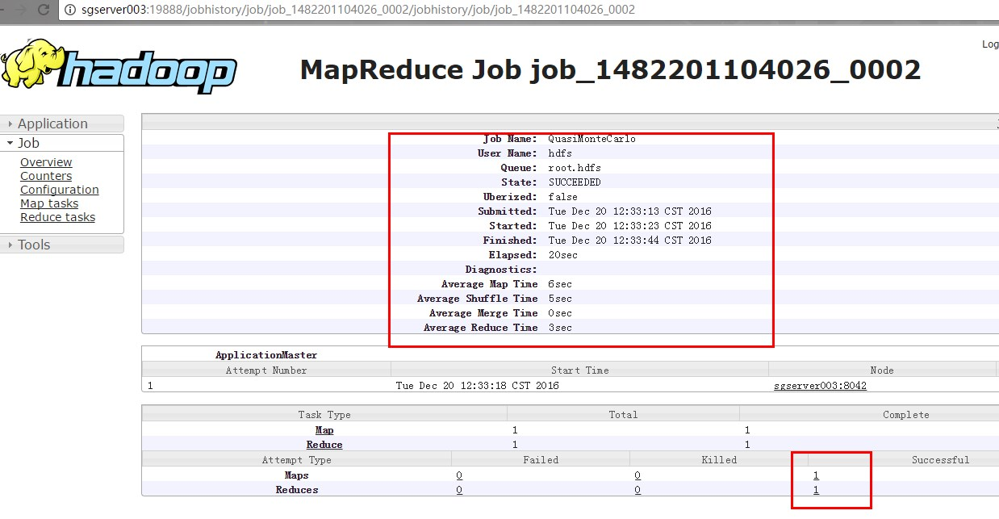 sgserver003:19888/jobhistory/job/job_1482201104026_0002/jobhistory/job/job_1482201104026_0002
Log
hadoop
MapReduce Job job_1482201104026_0002
Application
Job
Overview
Counters
Configuration
Map tasks
Reduce tasks
Tools
Job Name: QuasiMonteCarlo
User Name: hdfs
Queue: root.hdfs
State: SUCCEEDED
Uberized: false
Submitted: Tue Dec 20 12:33:13 CST 2016
Started: Tue Dec 20 12:33:23 CST 2016
Finished: Tue Dec 20 12:33:44 CST 2016
Elapsed: 20sec
Diagnostics:
Average Map Time 6sec
Average Shuffle Time 5sec
Average Merge Time 0sec
Average Reduce Time 3sec
ApplicationMaster
Attempt Number Start Time Node
1 Tue Dec 20 12:33:18 CST 2016 sgserver003:8042
Task Type Total Complete
Map 1 1
Reduce 1 1
Attempt Type Failed Killed Successful
Maps 0 0 1
Reduces 0 0 1